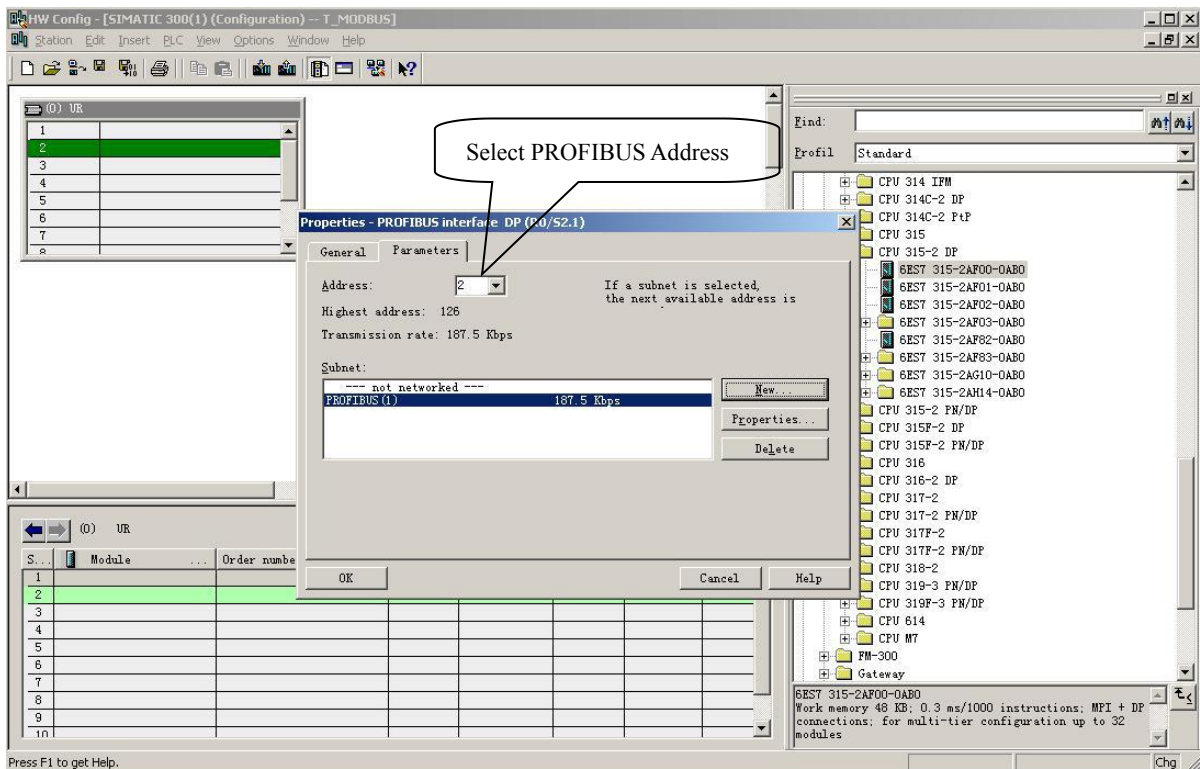 HW Config - [SIMATIC 300(1) (Configuration) -- T_MODBUS]
Station Edit Insert PLC View Options Window Help
(0) UR
1
2
3
4
5
6
7
8
Select PROFIBUS Address
Find:
Profil Standard
CPU 314 IFM
CPU 314C-2 DP
CPU 314C-2 PtP
CPU 315
CPU 315-2 DP
6ES7 315-2AF00-0AB0
6ES7 315-2AF01-0AB0
6ES7 315-2AF02-0AB0
6ES7 315-2AF03-0AB0
6ES7 315-2AF82-0AB0
6ES7 315-2AF83-0AB0
6ES7 315-2AG10-0AB0
6ES7 315-2AH14-0AB0
CPU 315-2 PN/DP
CPU 315F-2 DP
CPU 315F-2 PN/DP
CPU 316
CPU 316-2 DP
CPU 317-2
CPU 317-2 PN/DP
CPU 317F-2
CPU 317F-2 PN/DP
CPU 318-2
CPU 319-3 PN/DP
CPU 319F-3 PN/DP
CPU 614
CPU M7
FM-300
Gateway
6ES7 315-2AF00-0AB0
Work memory 48 KB; 0.3 ms/1000 instructions; MPI + DP
connections; for multi-tier configuration up to 32
modules
Properties - PROFIBUS interface DP (R0/S2.1)
General Parameters
Address: 2
If a subnet is selected,
the next available address is
Highest address: 126
Transmission rate: 187.5 Kbps
Subnet:
--- not networked ---
PROFIBUS(1) 187.5 Kbps
New...
Properties...
Delete
OK Cancel Help
(0) UR
S... Module ... Order numbe
1
2
3
4
5
6
7
8
9
10
Press F1 to get Help.
Chg